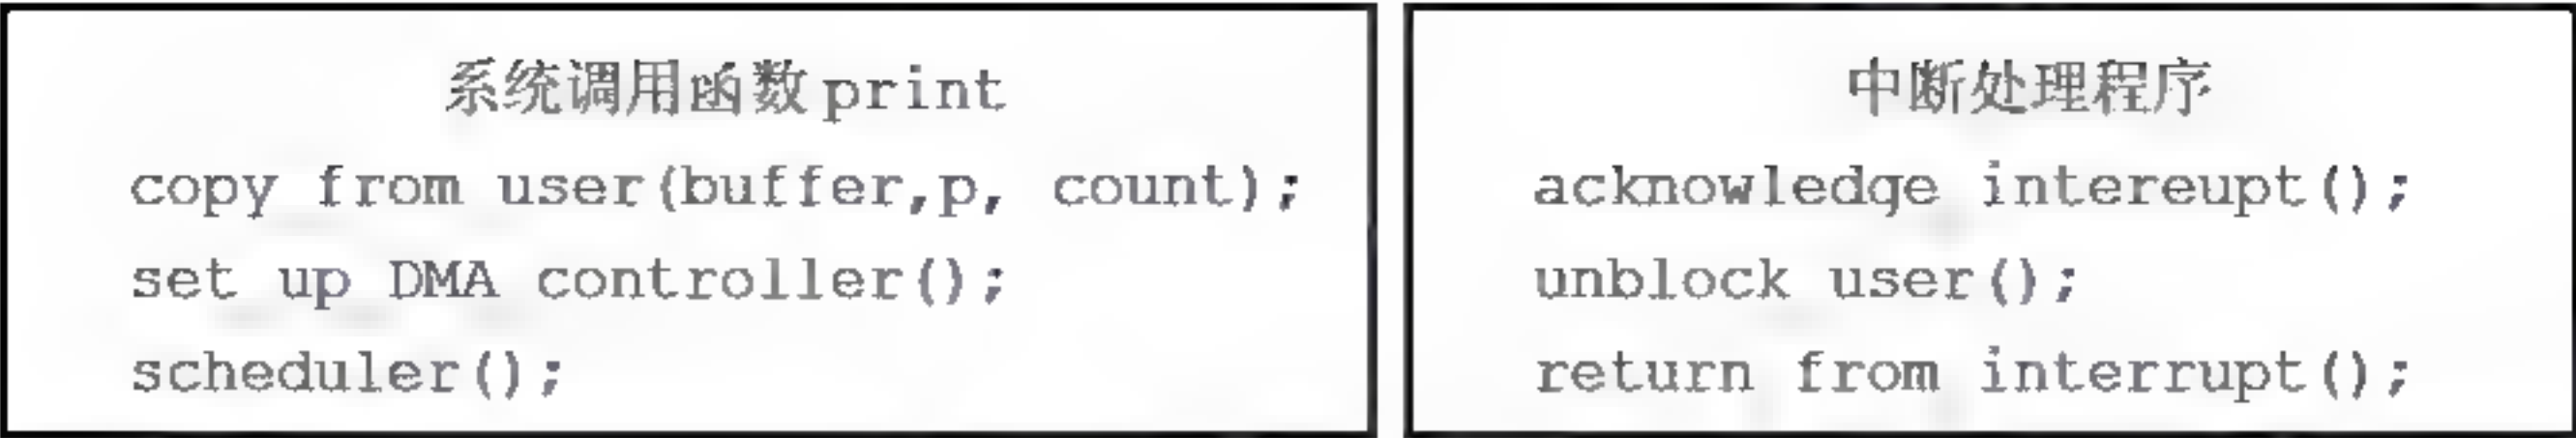 系统调用函数print
copy from user(buffer,p, count);
set up DMA controller();
scheduler();
中断处理程序
acknowledge intereupt();
unblock user();
return from interrupt();